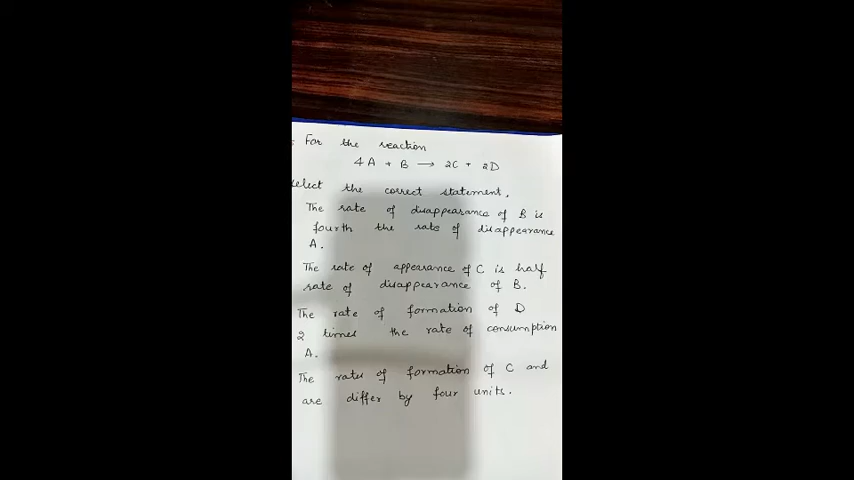 : For the reaction
4A + B → 2C + 2D
select the correct statement.
The rate of disappearance of B is
fourth the rate of disappearance
A.
The rate of appearance of C is half
rate of disappearance of B.
The rate of formation of D
2 times the rate of consumption
A.
The rates of formation of C and
are differ by four units.